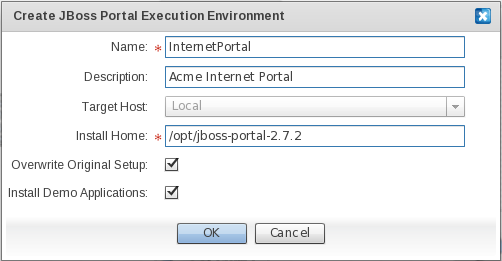 Create JBoss Portal Execution Environment
Name: * InternetPortal
Description: Acme Internet Portal
Target Host: Local
Install Home: * /opt/jboss-portal-2.7.2
Overwrite Original Setup:
Install Demo Applications:
OK Cancel